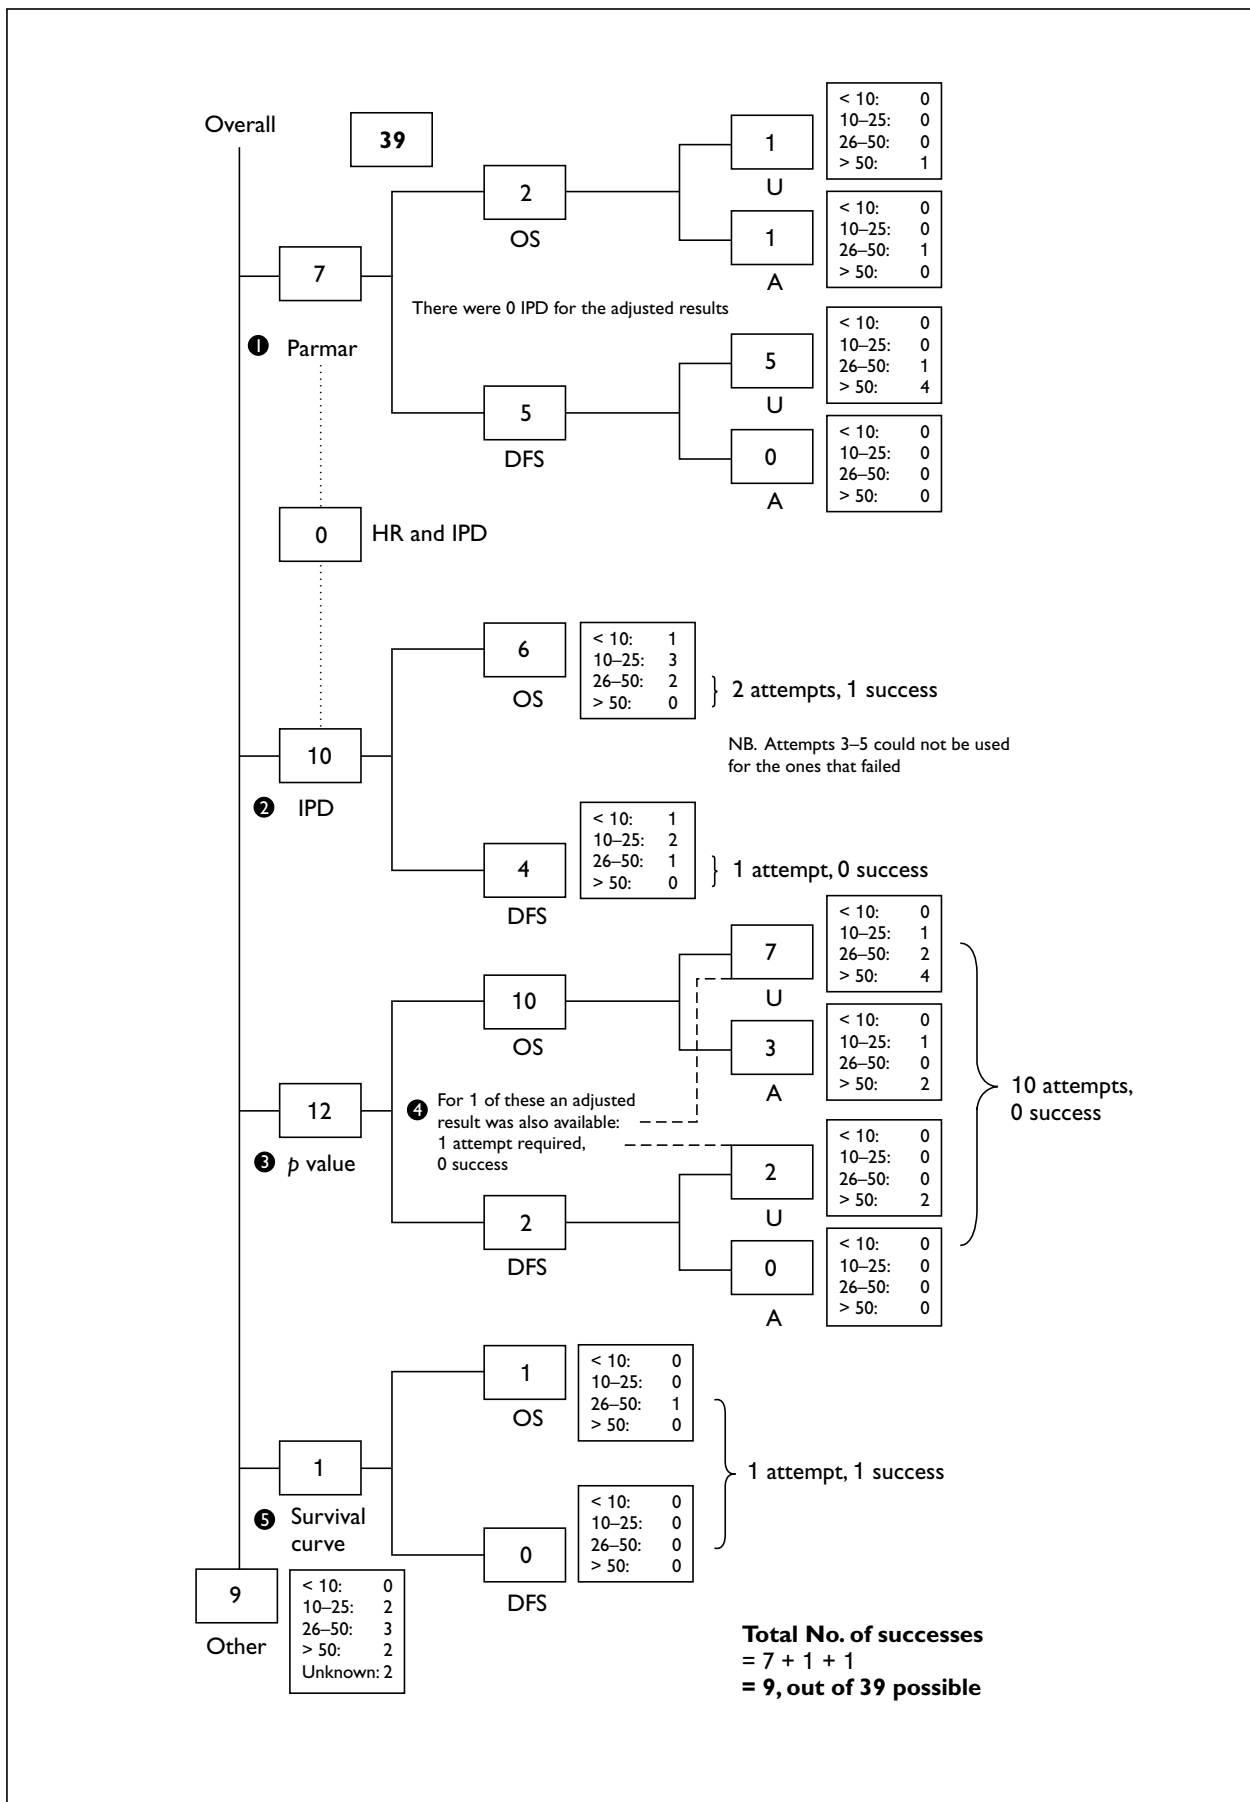 Overall
39
7
❶ Parmar
2
OS
1
U
< 10: 0
10–25: 0
26–50: 0
> 50: 1
1
A
< 10: 0
10–25: 0
26–50: 1
> 50: 0
There were 0 IPD for the adjusted results
5
DFS
5
U
< 10: 0
10–25: 0
26–50: 1
> 50: 4
0
A
< 10: 0
10–25: 0
26–50: 0
> 50: 0
0
HR and IPD
10
❷ IPD
6
OS
< 10: 1
10–25: 3
26–50: 2
> 50: 0
2 attempts, 1 success
NB. Attempts 3–5 could not be used
for the ones that failed
4
DFS
< 10: 1
10–25: 2
26–50: 1
> 50: 0
1 attempt, 0 success
12
❸ p value
10
OS
7
U
< 10: 0
10–25: 1
26–50: 2
> 50: 4
3
A
< 10: 0
10–25: 1
26–50: 0
> 50: 2
❹ For 1 of these an adjusted
result was also available:
1 attempt required,
0 success
2
DFS
2
U
< 10: 0
10–25: 0
26–50: 0
> 50: 2
0
A
< 10: 0
10–25: 0
26–50: 0
> 50: 0
10 attempts,
0 success
1
❺ Survival
curve
1
OS
< 10: 0
10–25: 0
26–50: 1
> 50: 0
0
DFS
< 10: 0
10–25: 0
26–50: 0
> 50: 0
1 attempt, 1 success
9
Other
< 10: 0
10–25: 2
26–50: 3
> 50: 2
Unknown: 2
Total No. of successes
= 7 + 1 + 1
= 9, out of 39 possible